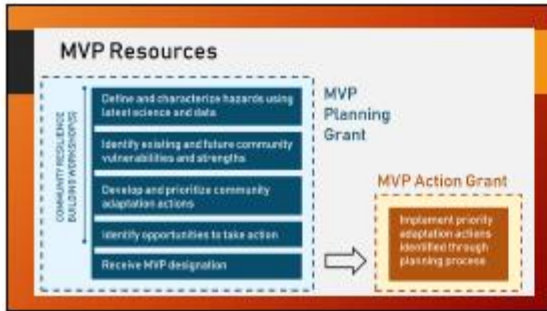 MVP Resources
COMMUNITY RESILIENCE
BUILDING WORKSHOP(S)
Define and characterize hazards using
latest science and data
Identify existing and future community
vulnerabilities and strengths
Develop and prioritize community
adaptation actions
Identify opportunities to take action
Receive MVP designation
MVP
Planning
Grant
MVP Action Grant
Implement priority
adaptation actions
identified through
planning process